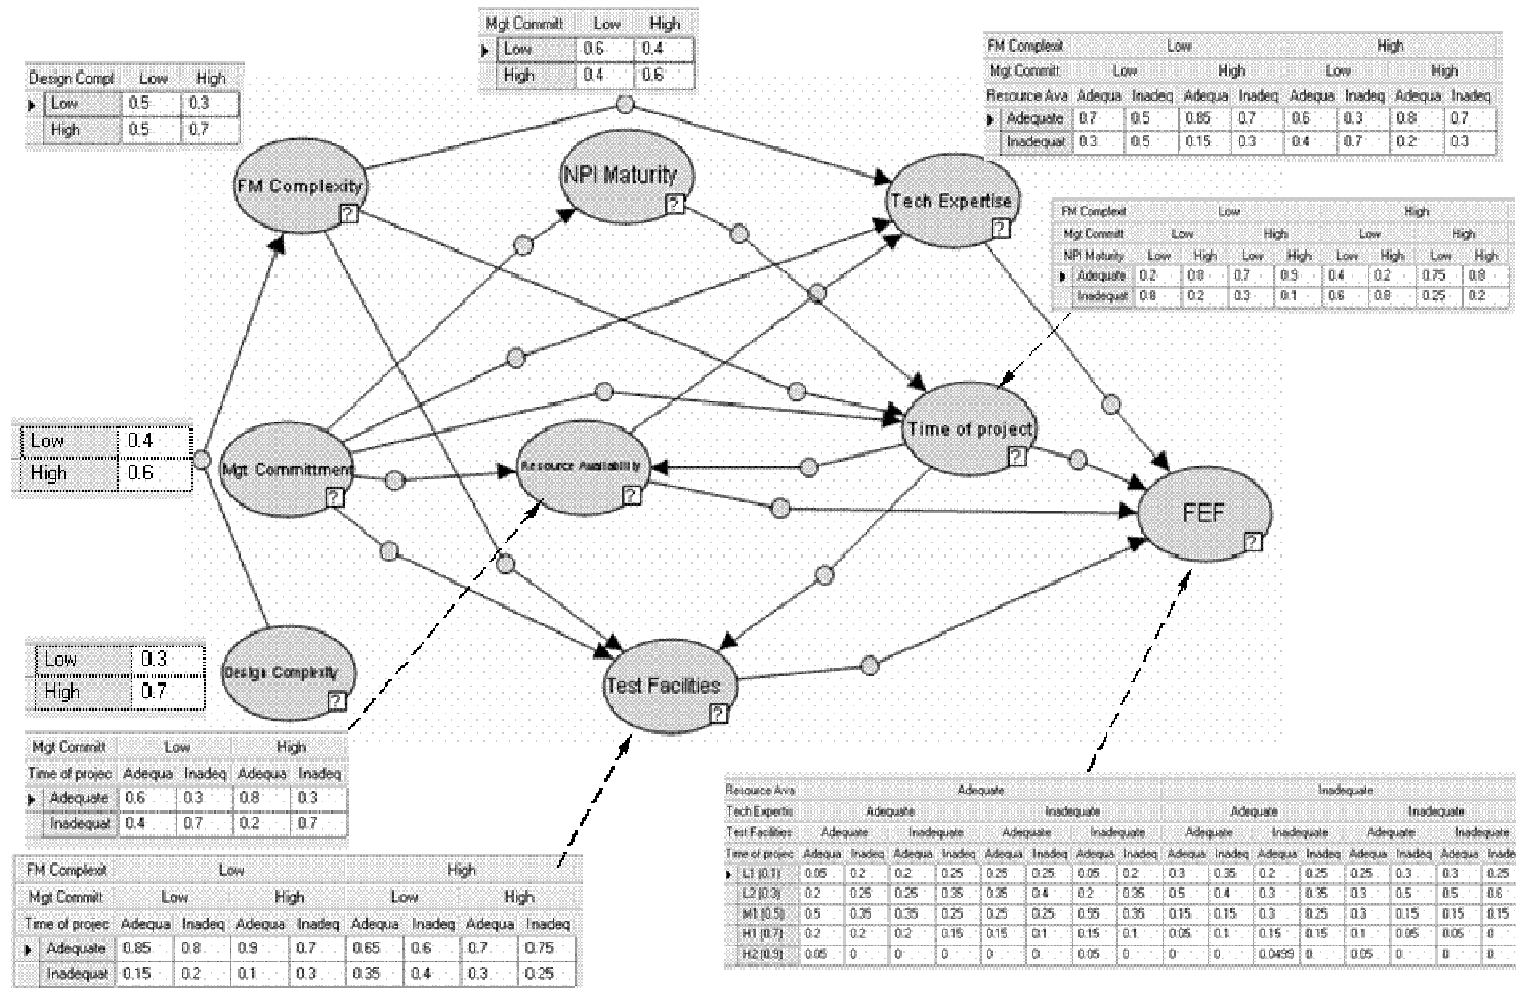 Mgt Committ Low High
Low 0.6 0.4
High 0.4 0.6
Design Compl Low High
Low 0.5 0.3
High 0.5 0.7
FM Complexit Low High
Mgt Committ Low High Low High
Resource Ava Adequa Inadeq Adequa Inadeq Adequa Inadeq Adequa Inadeq
Adequate 0.7 0.5 0.85 0.7 0.6 0.3 0.8 0.7
Inadequat 0.3 0.5 0.15 0.3 0.4 0.7 0.2 0.3
FM Complexity
?
NPI Maturity
?
Tech Expertise
?
FM Complexit Low High
Mgt Committ Low High Low High
NPI Maturity Low High Low High Low High Low High
Adequate 0.2 0.8 0.7 0.9 0.4 0.2 0.75 0.8
Inadequat 0.8 0.2 0.3 0.1 0.6 0.8 0.25 0.2
Low 0.4
High 0.6
Mgt Committment
?
Resource Availability
?
Time of project
?
FEF
?
Low 0.3
High 0.7
Design Complexity
?
Test Facilities
?
Mgt Committ Low High
Time of projec Adequa Inadeq Adequa Inadeq
Adequate 0.6 0.3 0.8 0.3
Inadequat 0.4 0.7 0.2 0.7
FM Complexit Low High
Mgt Committ Low High Low High
Time of projec Adequa Inadeq Adequa Inadeq Adequa Inadeq Adequa Inadeq
Adequate 0.85 0.8 0.9 0.7 0.65 0.6 0.7 0.75
Inadequat 0.15 0.2 0.1 0.3 0.35 0.4 0.3 0.25
Resource Ava Adequate Inadequate
Tech Expertis Adequate Inadequate Adequate Inadequate
Test Facilities Adequate Inadequate Adequate Inadequate Adequate Inadequate Adequate Inadequate
Time of projec Adequa Inadeq Adequa Inadeq Adequa Inadeq Adequa Inadeq Adequa Inadeq Adequa Inadeq Adequa Inadeq Adequa Inade
L1 (0.1) 0.05 0.2 0.2 0.25 0.25 0.25 0.05 0.2 0.3 0.35 0.2 0.25 0.25 0.3 0.3 0.25
L2 (0.3) 0.2 0.25 0.25 0.35 0.35 0.4 0.2 0.35 0.5 0.4 0.3 0.35 0.3 0.5 0.5 0.6
M1 (0.5) 0.5 0.35 0.35 0.25 0.25 0.25 0.35 0.15 0.15 0.3 0.25 0.3 0.15 0.15 0.15
H1 (0.7) 0.2 0.2 0.2 0.15 0.15 0.1 0.15 0.1 0.05 0.1 0.15 0.15 0.1 0.05 0.05 0
H2 (0.9) 0.05 0 0 0 0 0 0.05 0 0 0 0.0499 0 0.05 0 0 0